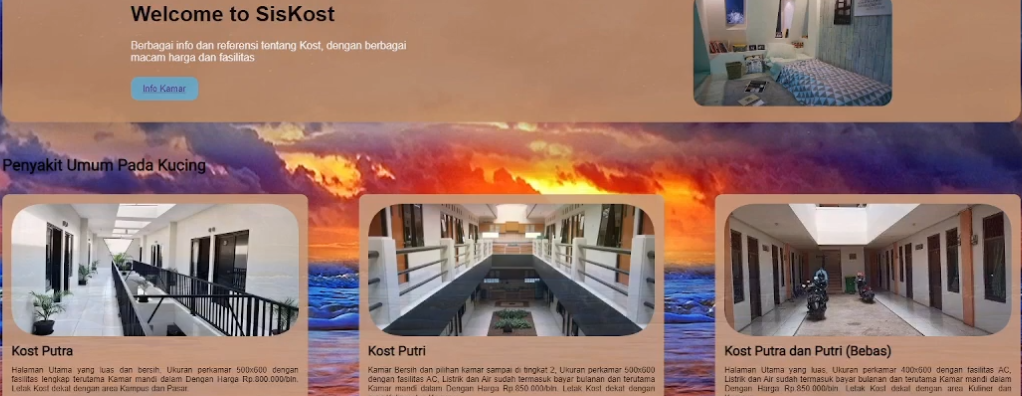 Welcome to SisKost
Berbagai info dan referensi tentang Kost, dengan berbagai
macam harga dan fasilitas
Info Kamar
Penyakit Umum Pada Kucing
Kost Putra
Halaman Utama yang luas dan bersih, Ukuran perkamar 500x600 dengan
fasilitas lengkap terutama Kamar mandi dalam Dengan Harga Rp.800.000/bln.
Letak Kost dekat dengan area Kampus dan Pasar.
Kost Putri
Kamar Bersih dan pilihan kamar sampai di tingkat 2, Ukuran perkamar 500x600
dengan fasilitas AC, Listrik dan Air sudah termasuk bayar bulanan dan terutama
Kamar mandi dalam Dengan Harga Rp.850.000/bln. Letak Kost dekat dengan
Kost Putra dan Putri (Bebas)
Halaman Utama yang luas, Ukuran perkamar 400x600 dengan fasilitas AC,
Listrik dan Air sudah termasuk bayar bulanan dan terutama Kamar mandi dalam
Dengan Harga Rp.850.000/bln. Letak Kost dekat dengan area Kuliner dan